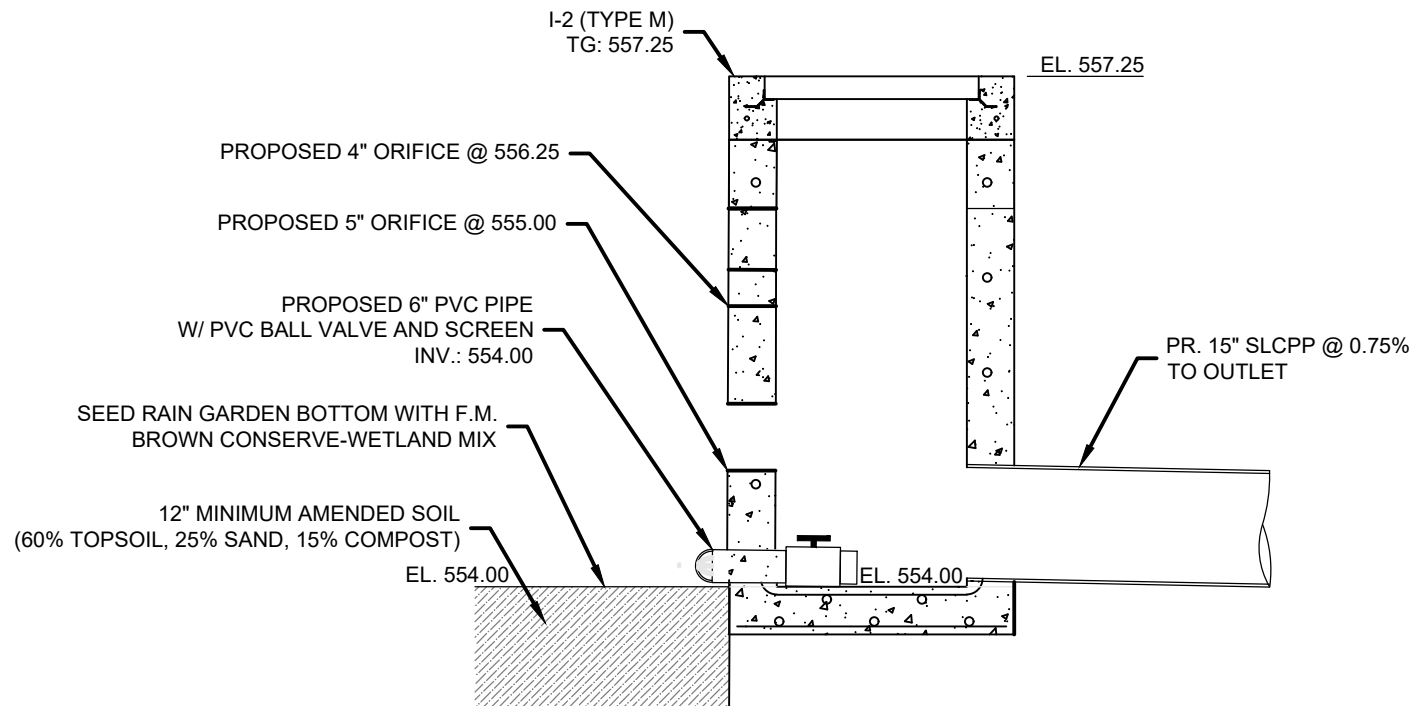 I-2 (TYPE M)
TG: 557.25
EL. 557.25
PROPOSED 4" ORIFICE @ 556.25
PROPOSED 5" ORIFICE @ 555.00
PROPOSED 6" PVC PIPE
W/ PVC BALL VALVE AND SCREEN
INV.: 554.00
PR. 15" SLCPP @ 0.75%
TO OUTLET
SEED RAIN GARDEN BOTTOM WITH F.M.
BROWN CONSERVE-WETLAND MIX
12" MINIMUM AMENDED SOIL
(60% TOPSOIL, 25% SAND, 15% COMPOST)
EL. 554.00
EL. 554.00